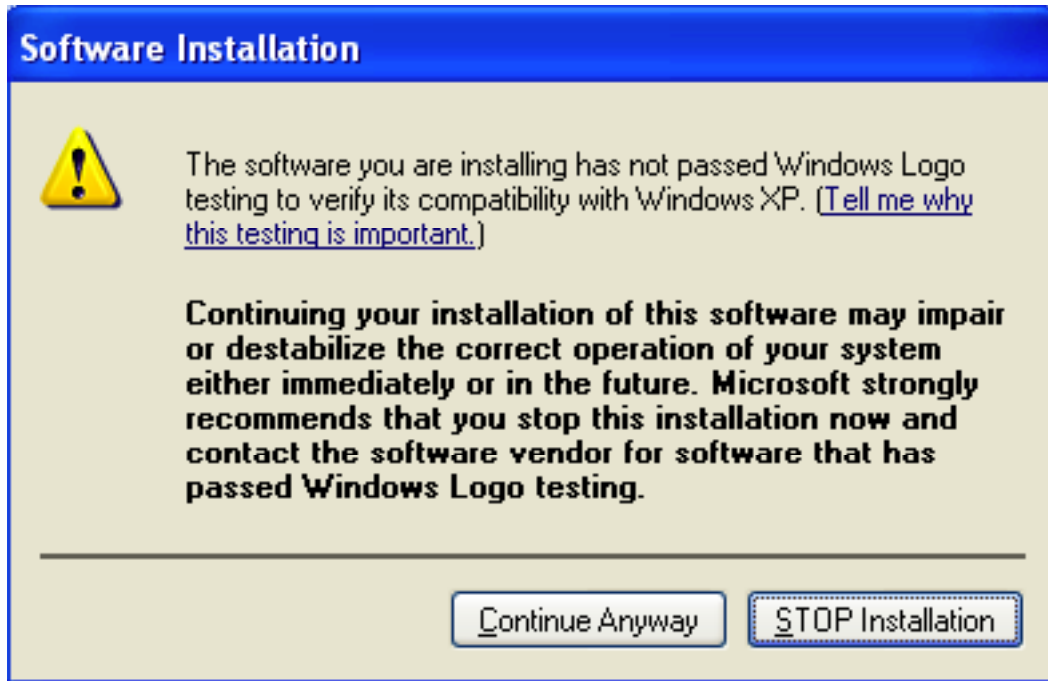 Software Installation
The software you are installing has not passed Windows Logo
testing to verify its compatibility with Windows XP. (Tell me why
this testing is important.)
Continuing your installation of this software may impair
or destabilize the correct operation of your system
either immediately or in the future. Microsoft strongly
recommends that you stop this installation now and
contact the software vendor for software that has
passed Windows Logo testing.
Continue Anyway
STOP Installation